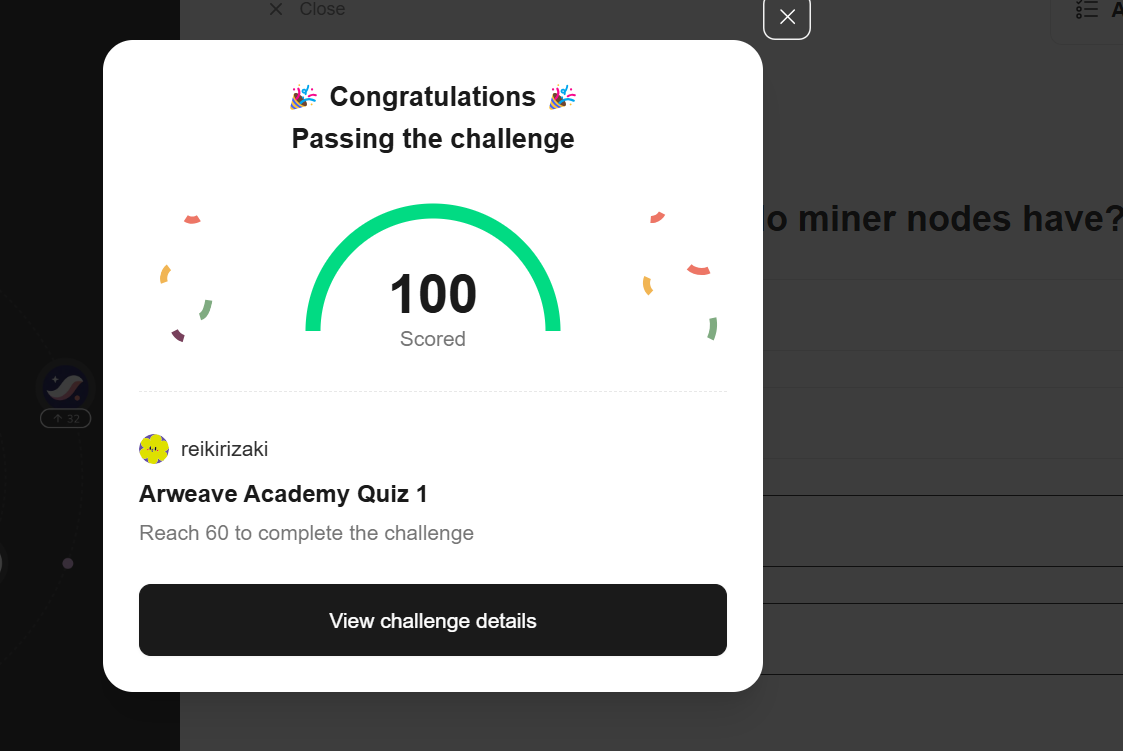 Close
🎉 Congratulations 🎉
Passing the challenge
o miner nodes have?
100
Scored
32
reikirizaki
Arweave Academy Quiz 1
Reach 60 to complete the challenge
View challenge details